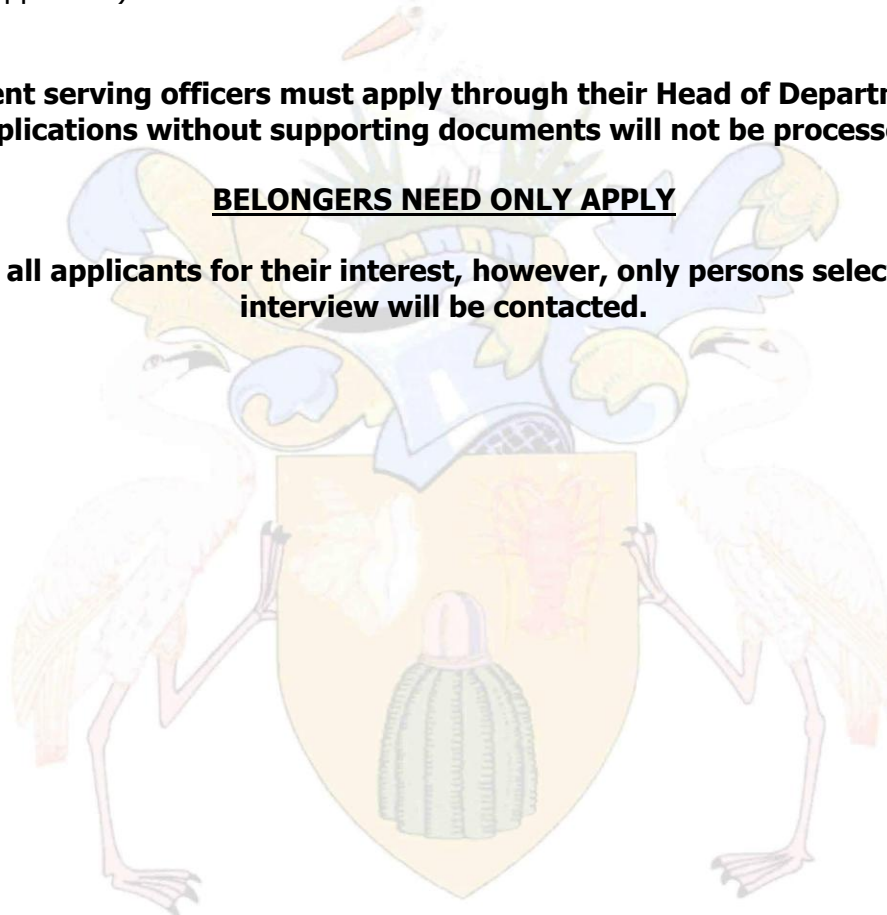 ent serving officers must apply through their Head of Departm
plications without supporting documents will not be processe
BELONGERS NEED ONLY APPLY
all applicants for their interest, however, only persons selec
interview will be contacted.